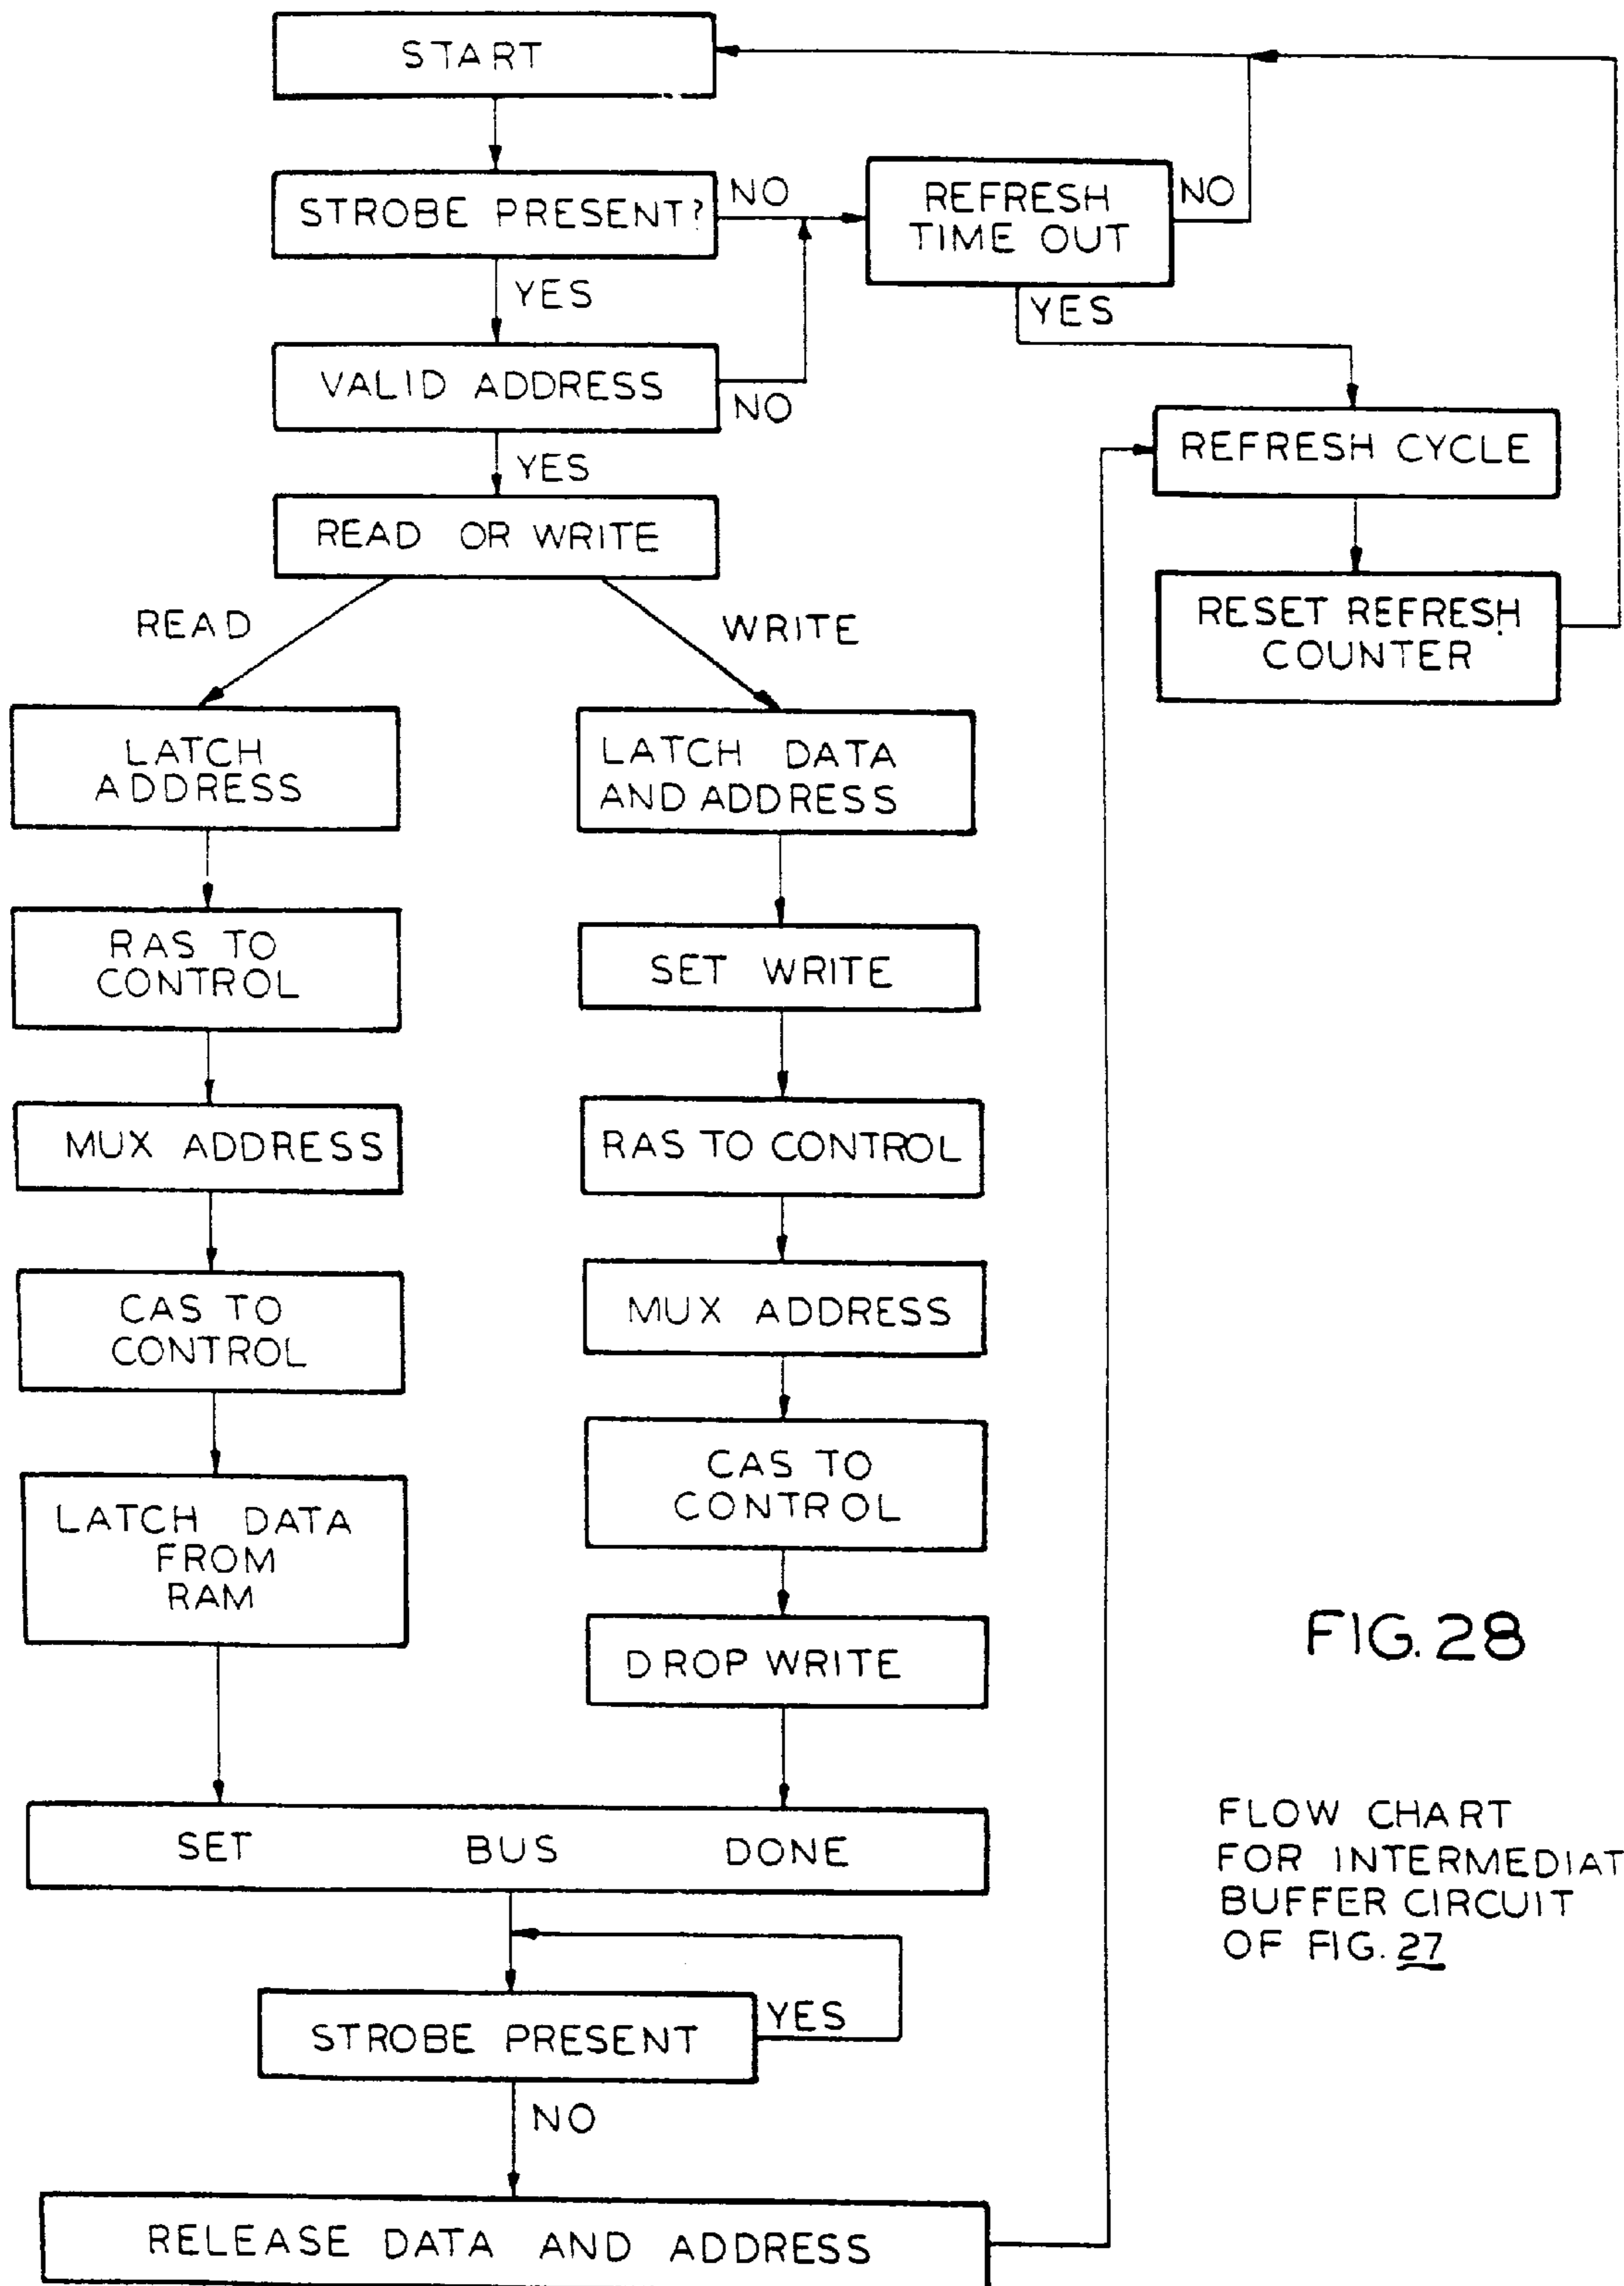 START
STROBE PRESENT?
NO
REFRESH
TIME OUT
NO
YES
YES
VALID ADDRESS
NO
REFRESH CYCLE
YES
READ OR WRITE
RESET REFRESH
COUNTER
READ
WRITE
LATCH
ADDRESS
LATCH DATA
AND ADDRESS
RAS TO
CONTROL
SET WRITE
MUX ADDRESS
RAS TO CONTROL
CAS TO
CONTROL
MUX ADDRESS
LATCH DATA
FROM
RAM
CAS TO
CONTROL
DROP WRITE
SET BUS DONE
STROBE PRESENT
YES
NO
RELEASE DATA AND ADDRESS
FIG. 28
FLOW CHART
FOR INTERMEDIAT
BUFFER CIRCUIT
OF FIG. 27